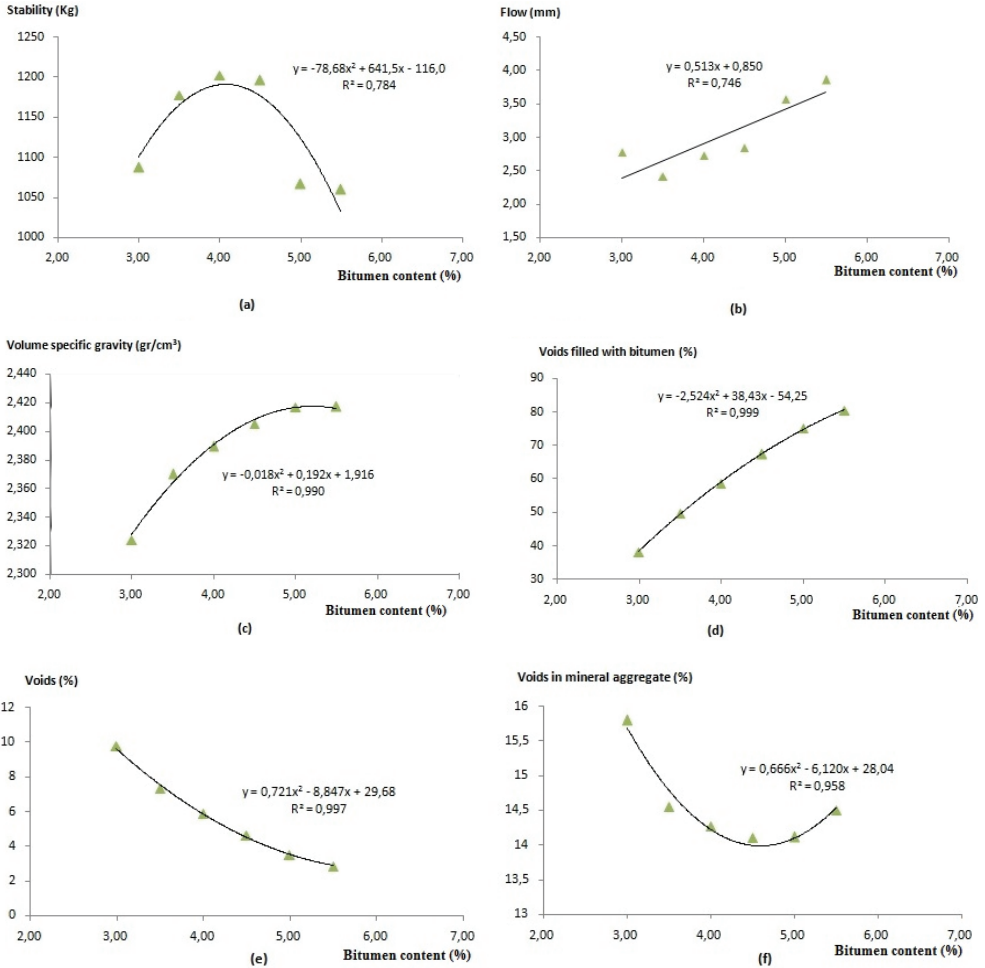 Stability (Kg)
1250
1200
1150
1100
1050
1000
y = -78,68x² + 641,5x - 116,0
R² = 0,784
2,00 3,00 4,00 5,00 6,00 7,00
Bitumen content (%)
(a)
Flow (mm)
4,50
4,00
3,50
3,00
2,50
2,00
1,50
y = 0,513x + 0,850
R² = 0,746
2,00 3,00 4,00 5,00 6,00 7,00
Bitumen content (%)
(b)
Volume specific gravity (gr/cm³)
2,440
2,420
2,400
2,380
2,360
2,340
2,320
2,300
y = -0,018x² + 0,192x + 1,916
R² = 0,990
2,00 3,00 4,00 5,00 6,00 7,00
Bitumen content (%)
(c)
Voids filled with bitumen (%)
90
80
70
60
50
40
30
y = -2,524x² + 38,43x - 54,25
R² = 0,999
2,00 3,00 4,00 5,00 6,00 7,00
Bitumen content (%)
(d)
Voids (%)
12
10
8
6
4
2
0
y = 0,721x² - 8,847x + 29,68
R² = 0,997
2,00 3,00 4,00 5,00 6,00 7,00
Bitumen content (%)
(e)
Voids in mineral aggregate (%)
16
15,5
15
14,5
14
13,5
13
y = 0,666x² - 6,120x + 28,04
R² = 0,958
2,00 3,00 4,00 5,00 6,00 7,00
Bitumen content (%)
(f)